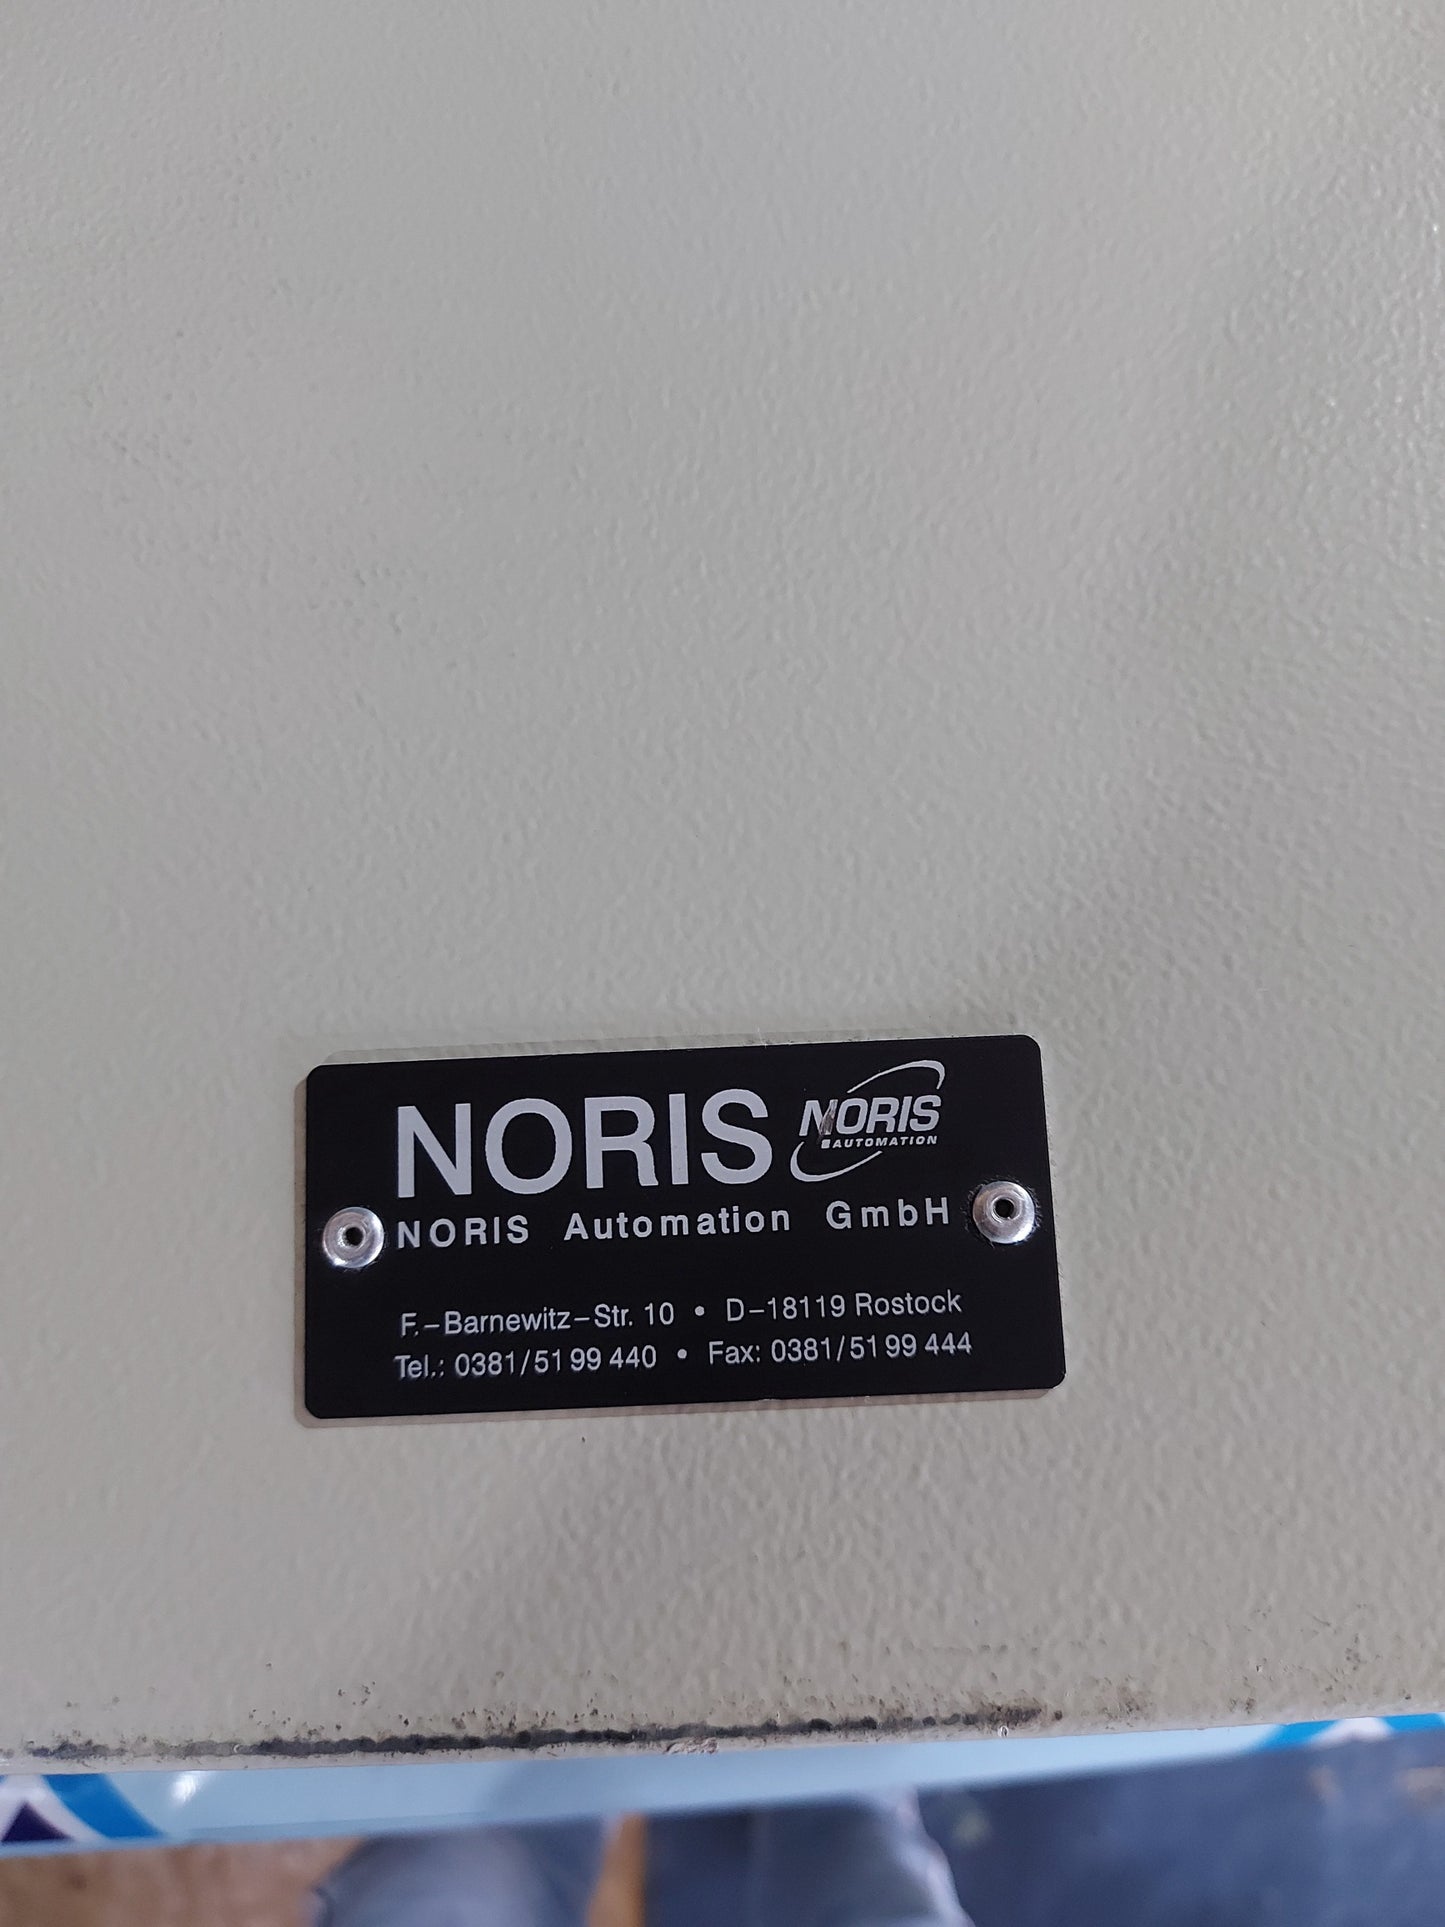 NORIS NORIS
AUTOMATION
NORIS Automation GmbH
F.-Barnewitz-Str. 10 • D-18119 Rostock
Tel.: 0381/51 99 440 • Fax: 0381/51 99 444